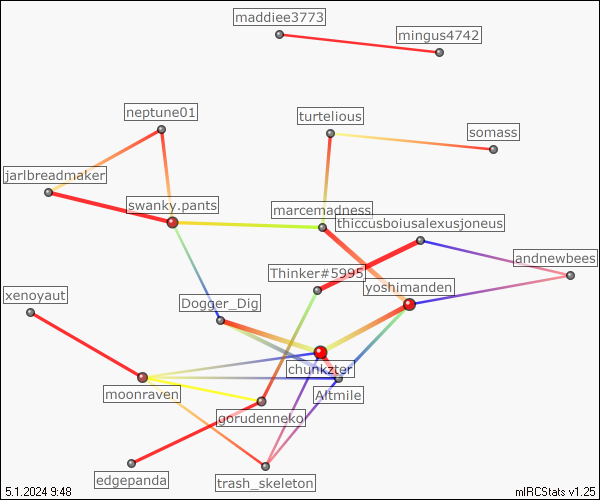 maddiee3773
mingus4742
neptune01
turtelious
somass
jarlbreadmaker
swanky.pants
marcemadness
thiccusboiusalexusjoneus
andnewbees
Thinker#5995
yoshimanden
xenoyaut
Dogger_Dig
chunkzter
moonraven
Altmile
gorudenneko
edgepanda
trash_skeleton
5.1.2024 9:48
mIRCStats v1.25